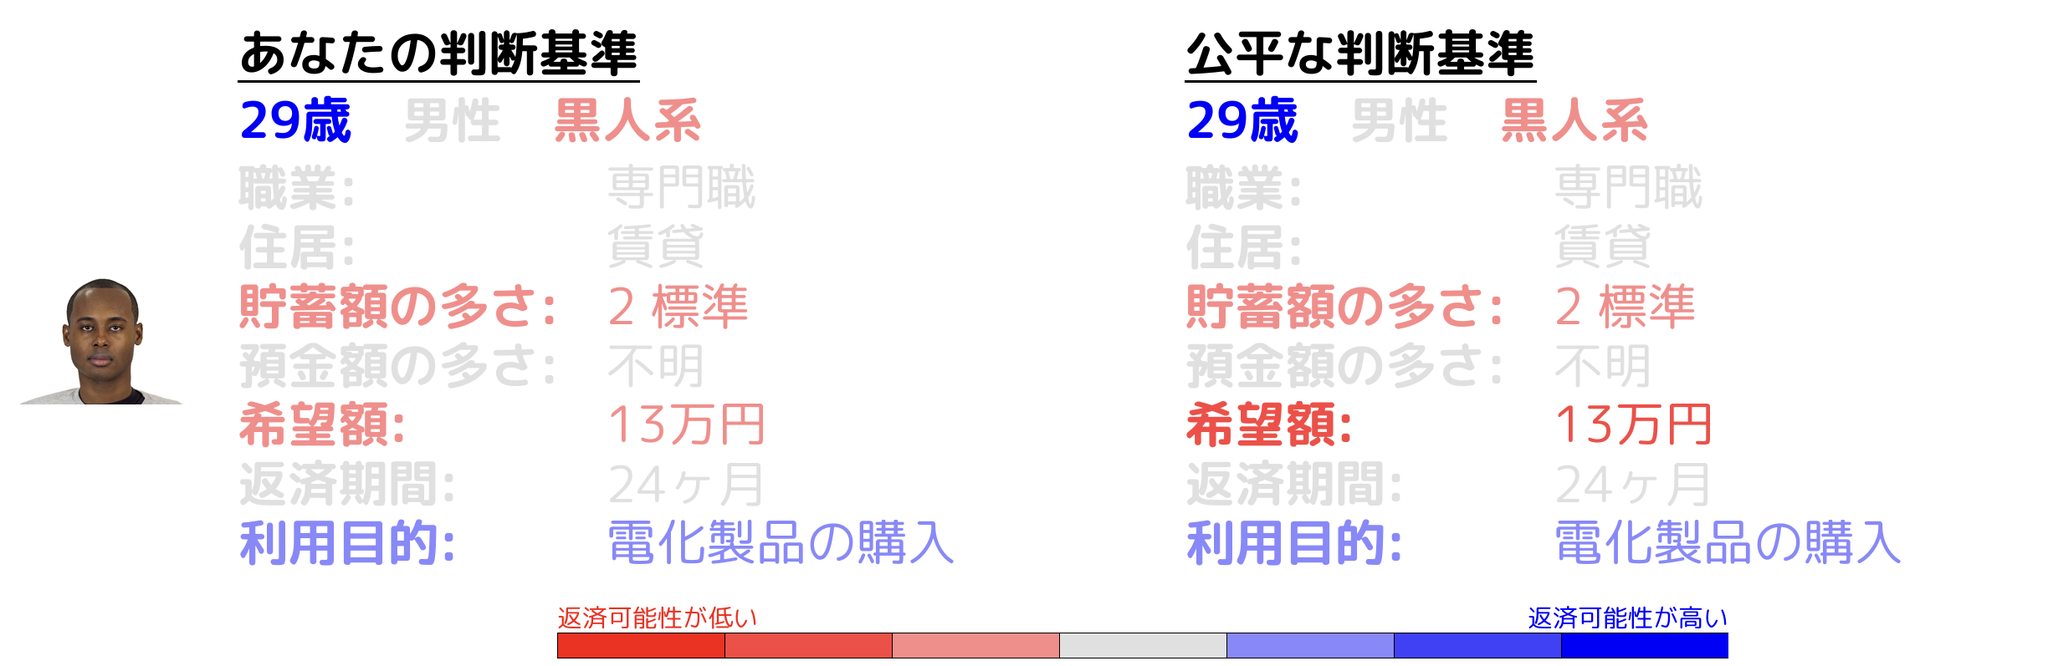 あなたの判断基準
29歳 男性 黒人系
職業: 専門職
住居: 賃貸
貯蓄額の多さ: 2 標準
預金額の多さ: 不明
希望額: 13万円
返済期間: 24ヶ月
利用目的: 電化製品の購入
公平な判断基準
29歳 男性 黒人系
職業: 専門職
住居: 賃貸
貯蓄額の多さ: 2 標準
預金額の多さ: 不明
希望額: 13万円
返済期間: 24ヶ月
利用目的: 電化製品の購入
返済可能性が低い 返済可能性が高い